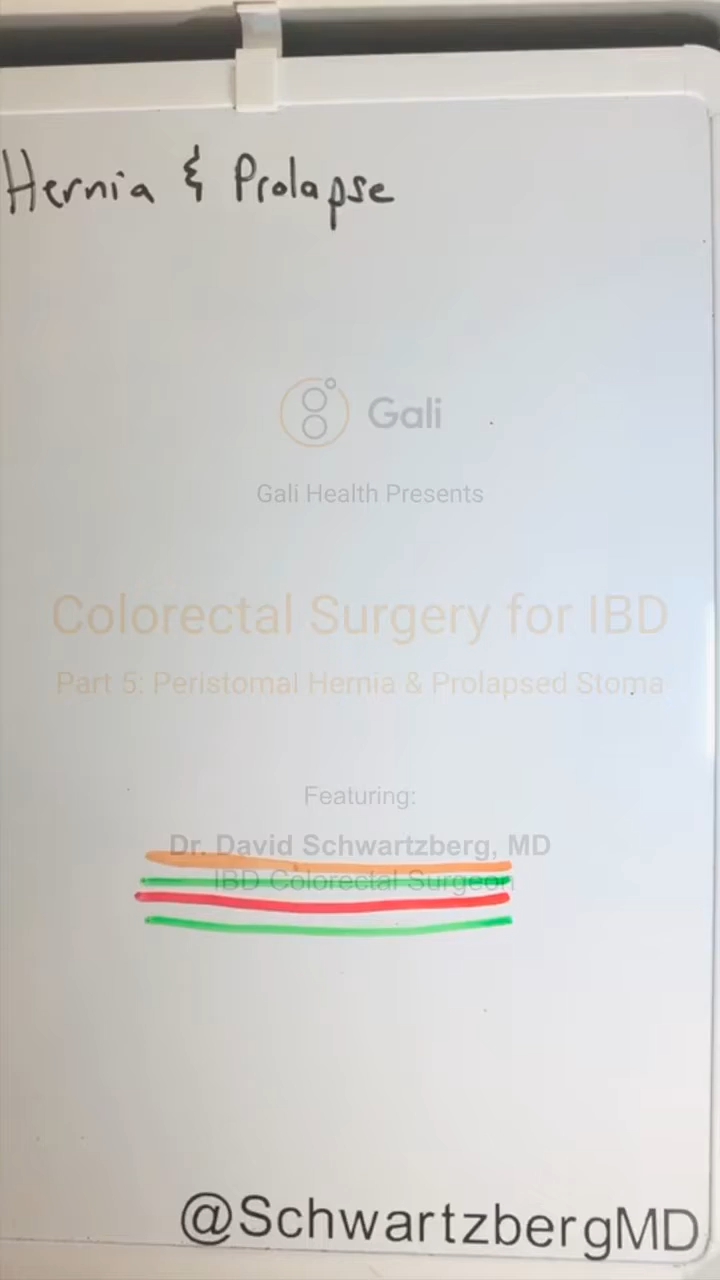 Hernia & Prolapse
Gali
Gali Health Presents
Colorectal Surgery for IBD
Part 5: Peristomal Hernia & Prolapsed Stoma
Featuring:
Dr. David Schwartzberg, MD
IBD Colorectal Surgeon
@SchwartzbergMD